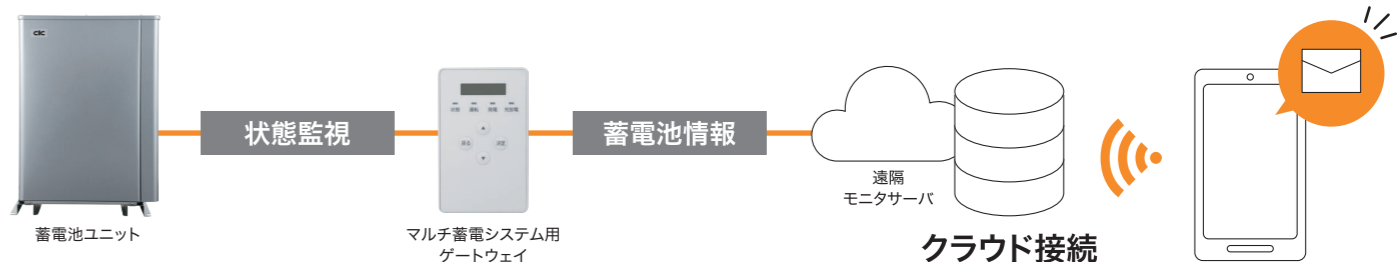 CIC
状態監視
蓄電池情報
遠隔
モニタサーバ
蓄電池ユニット
マルチ蓄電システム用
ゲートウェイ
クラウド接続